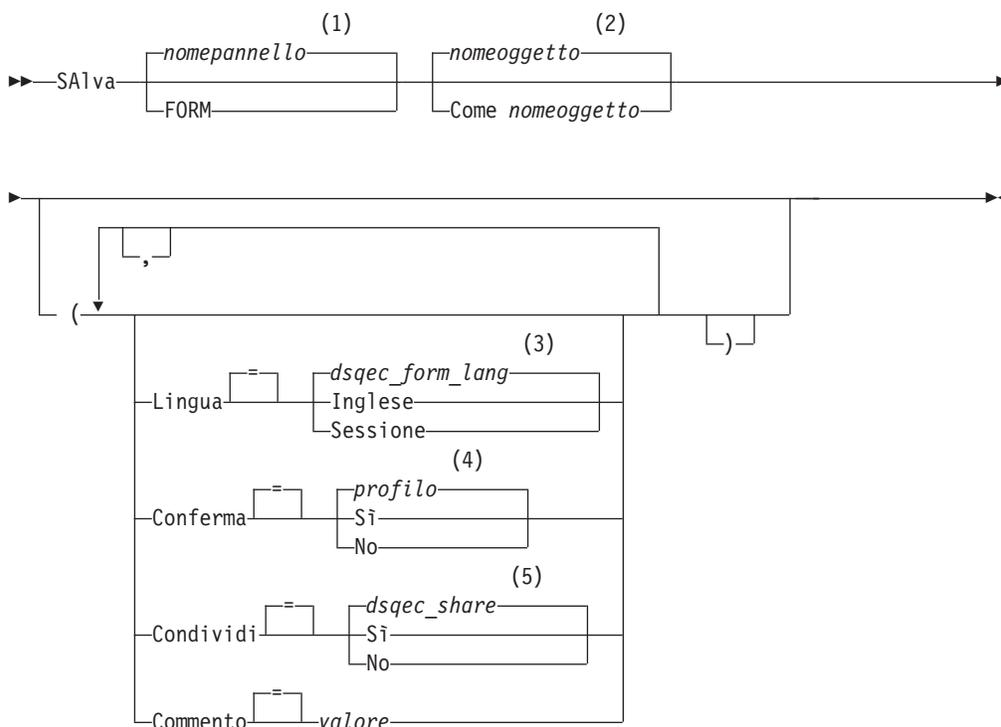 (1) (2)
nomepannello nomeoggetto
SAlva
FORM Come nomeoggetto
,
(
)
(3)
dsqec_form_lang
=
Lingua Inglese
Sessione
(4)
profilo
=
Conferma Sì
No
(5)
dsqec_share
=
Condividi Sì
No
=
Commento valore